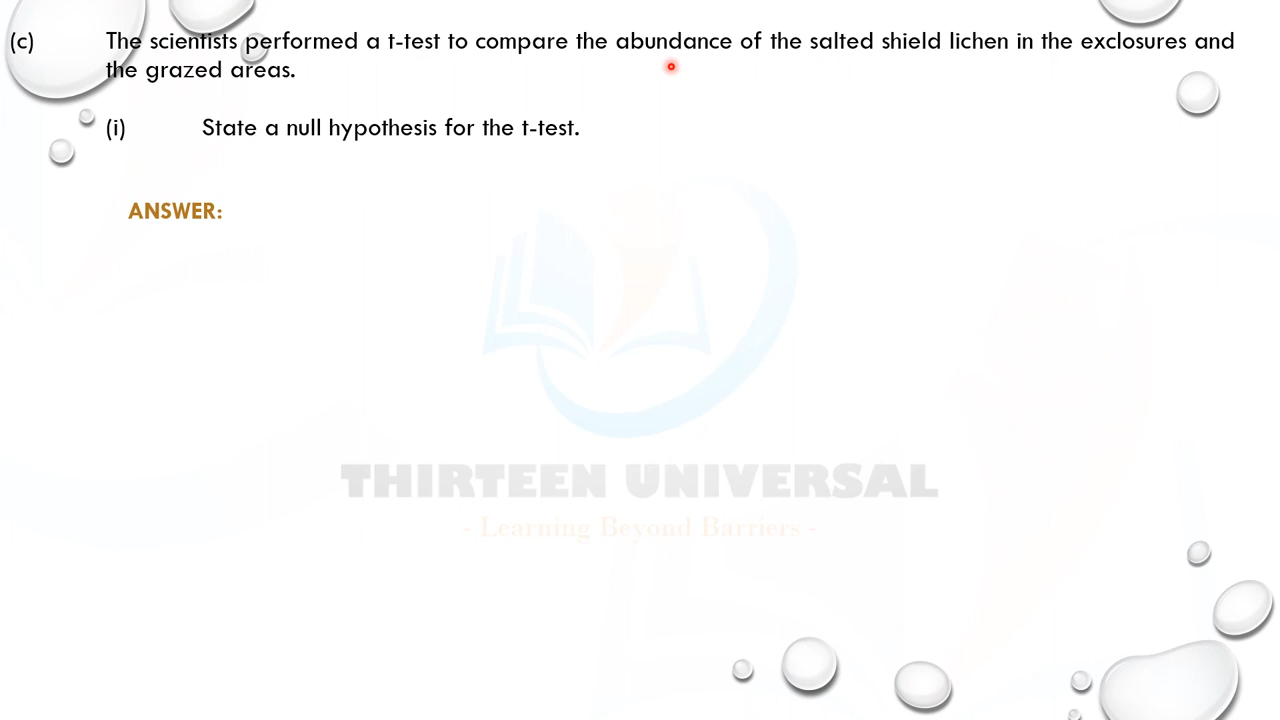 (c) The scientists performed a t-test to compare the abundance of the salted shield lichen in the exclosures and
the grazed areas.
(i) State a null hypothesis for the t-test.
ANSWER:
THIRTEEN UNIVERSAL
- Learning Beyond Barriers -